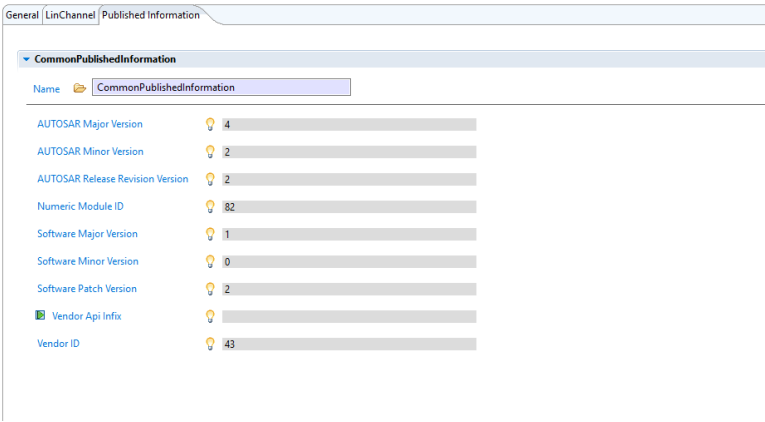 General LinChannel Published Information
CommonPublishedInformation
Name CommonPublishedInformation
AUTOSAR Major Version 4
AUTOSAR Minor Version 2
AUTOSAR Release Revision Version 2
Numeric Module ID 82
Software Major Version 1
Software Minor Version 0
Software Patch Version 2
Vendor Api Infix
Vendor ID 43